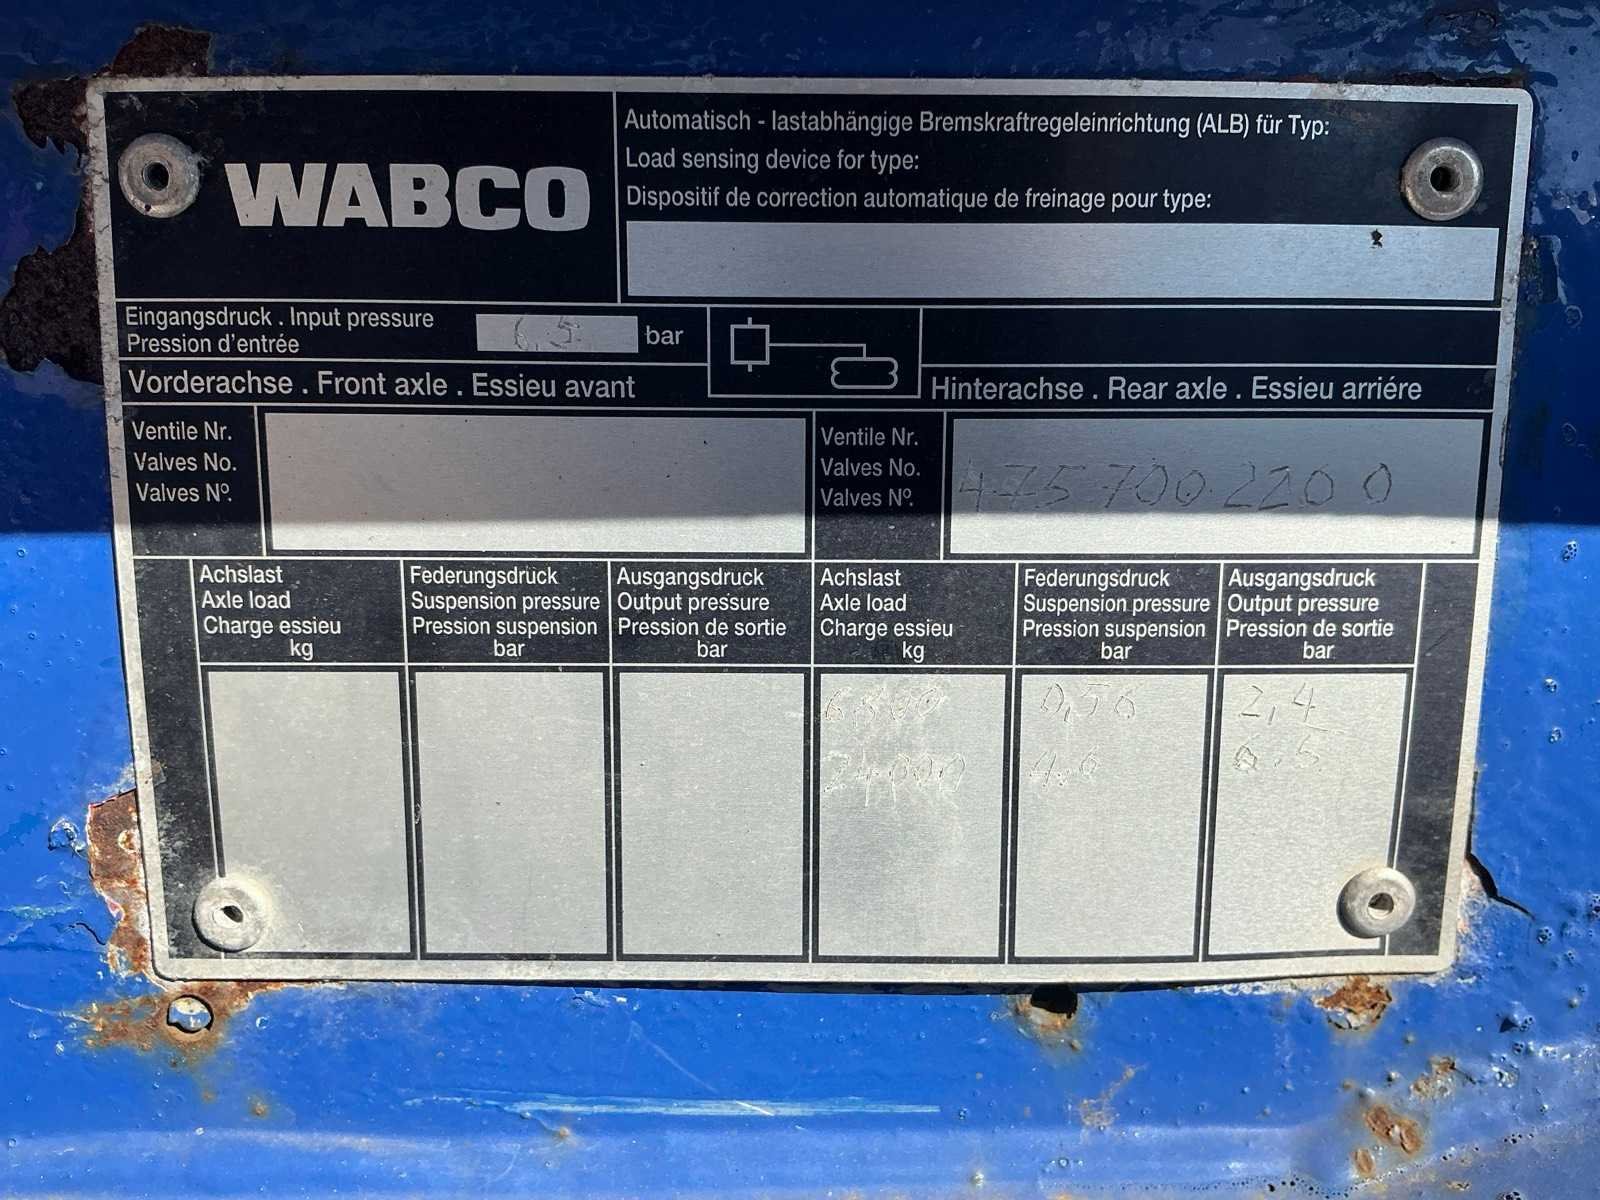 WABCO
Automatisch - lastabhängige Bremskraftregeleinrichtung (ALB) für Typ:
Load sensing device for type:
Dispositif de correction automatique de freinage pour type:
Eingangsdruck . Input pressure
Pression d'entrée
6,5 bar
Vorderachse . Front axle . Essieu avant
Hinterachse . Rear axle . Essieu arriére
Ventile Nr.
Valves No.
Valves Nº.
Ventile Nr.
Valves No.
Valves Nº.
475 700 220 0
Achslast
Axle load
Charge essieu
kg
Federungsdruck
Suspension pressure
Pression suspension
bar
Ausgangsdruck
Output pressure
Pression de sortie
bar
Achslast
Axle load
Charge essieu
kg
Federungsdruck
Suspension pressure
Pression suspension
bar
Ausgangsdruck
Output pressure
Pression de sortie
bar
0,56 2,4
24000 4.6 6.5